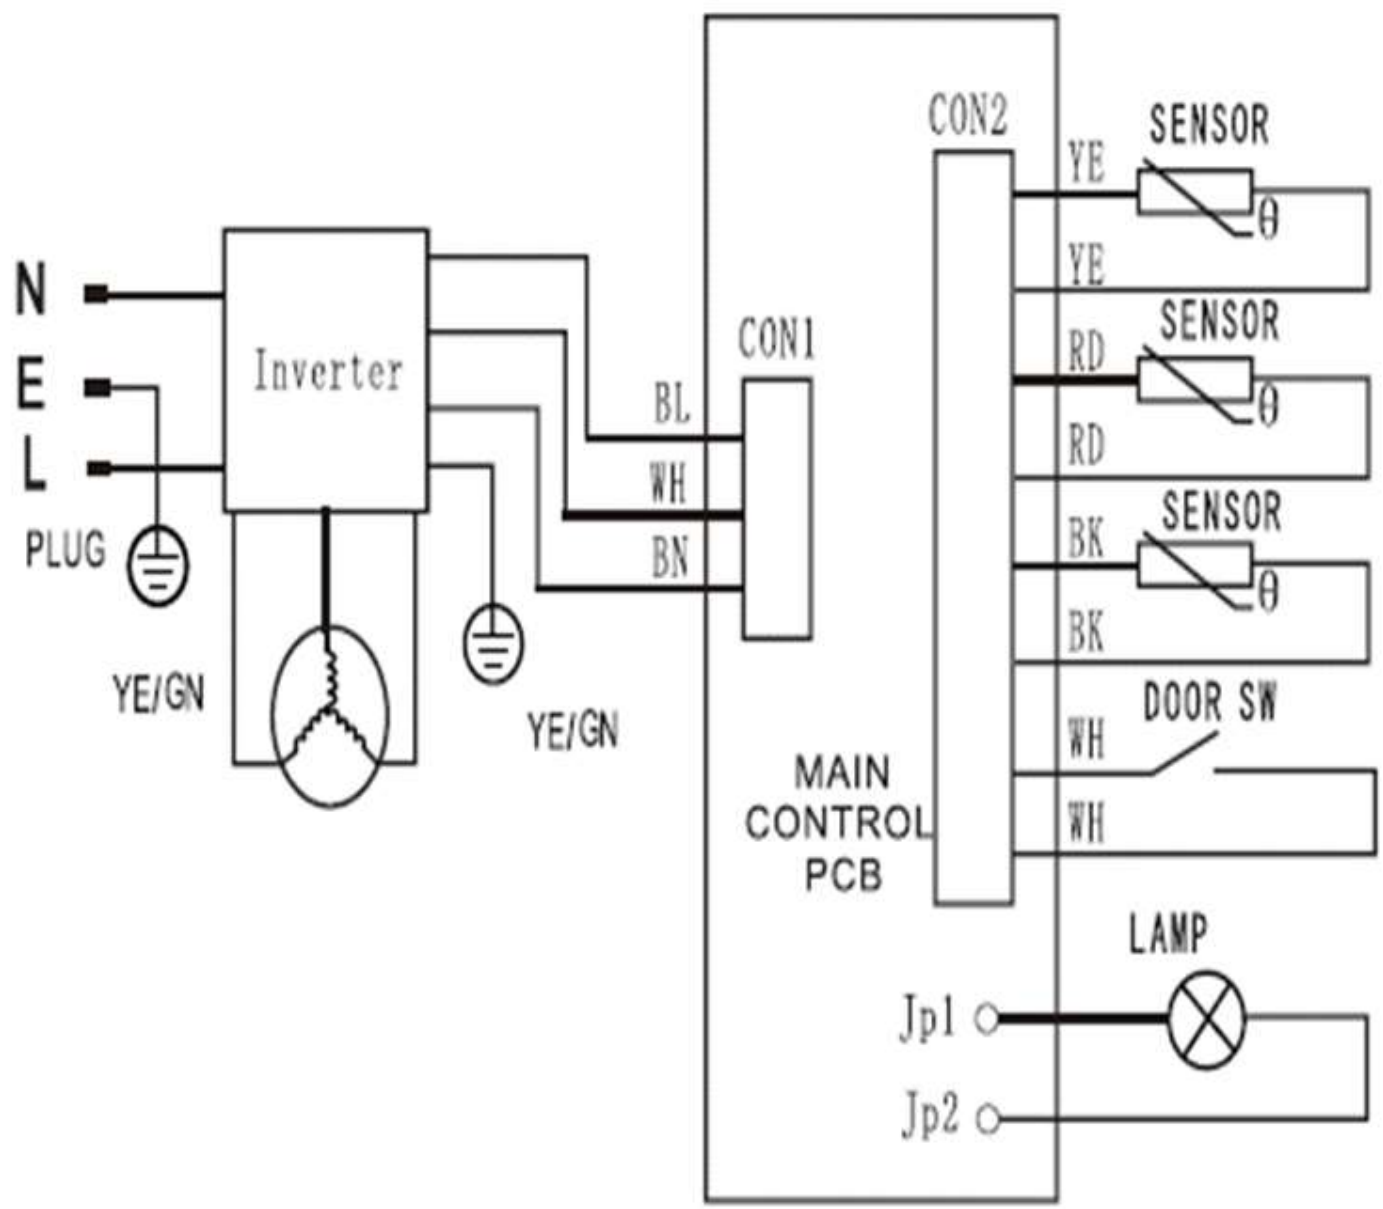 CON2
SENSOR
YE
θ
N
YE
SENSOR
CON1
RD
E
Inverter
BL
θ
L
RD
WH
SENSOR
PLUG
BN
BK
θ
BK
YE/GN
YE/GN
DOOR SW
WH
MAIN
CONTROL
PCB
WH
LAMP
Jp1
Jp2